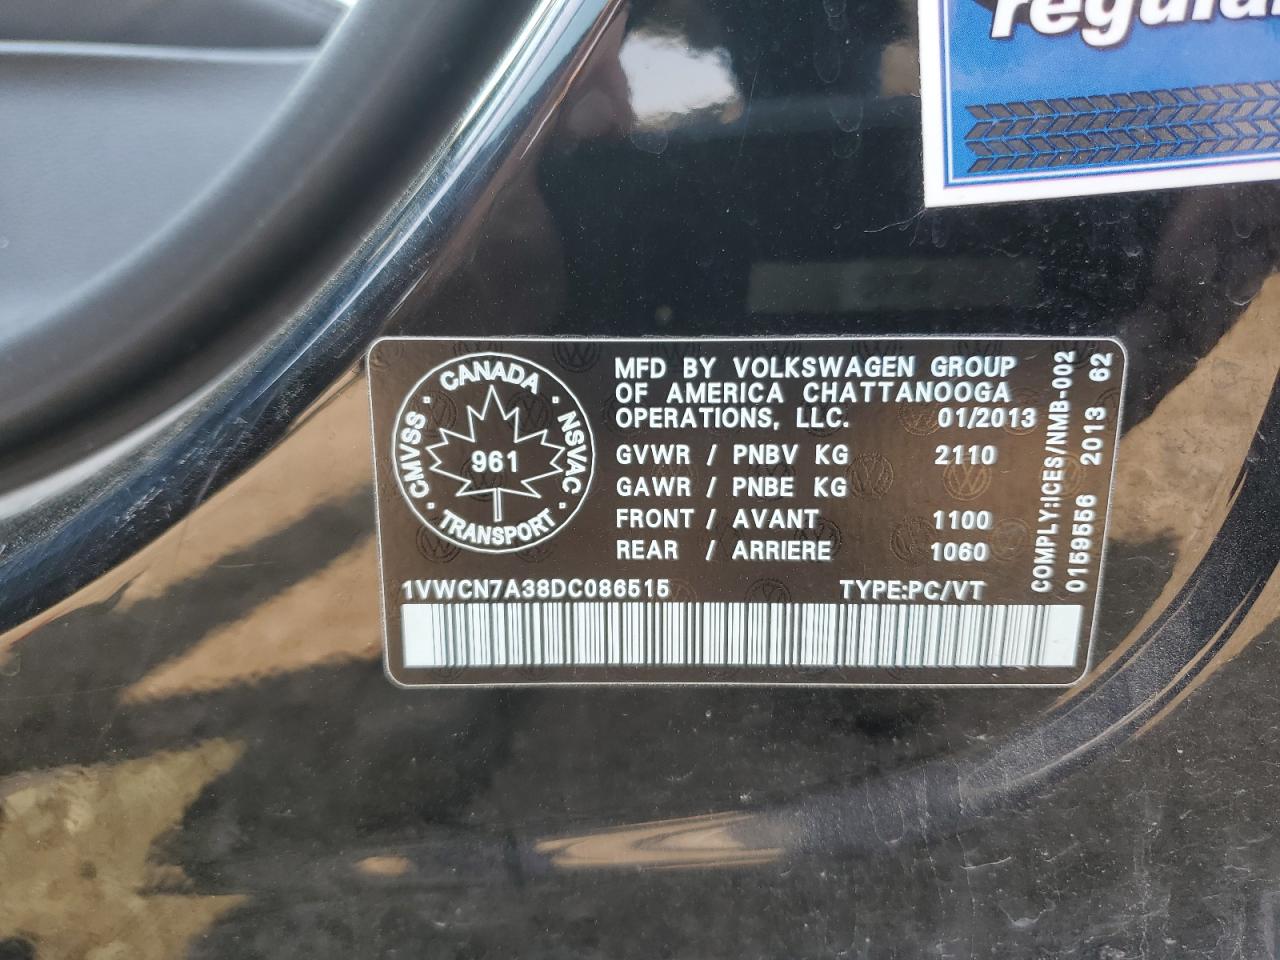 regular
CANADA
CMVSS
NSVAC
961
TRANSPORT
MFD BY VOLKSWAGEN GROUP
OF AMERICA CHATTANOOGA
OPERATIONS, LLC. 01/2013
GVWR / PNBV KG 2110
GAWR / PNBE KG
FRONT / AVANT 1100
REAR / ARRIERE 1060
1VWCN7A38DC086515 TYPE:PC/VT
COMPLY:ICES/NMB-002
0159556 2013 62